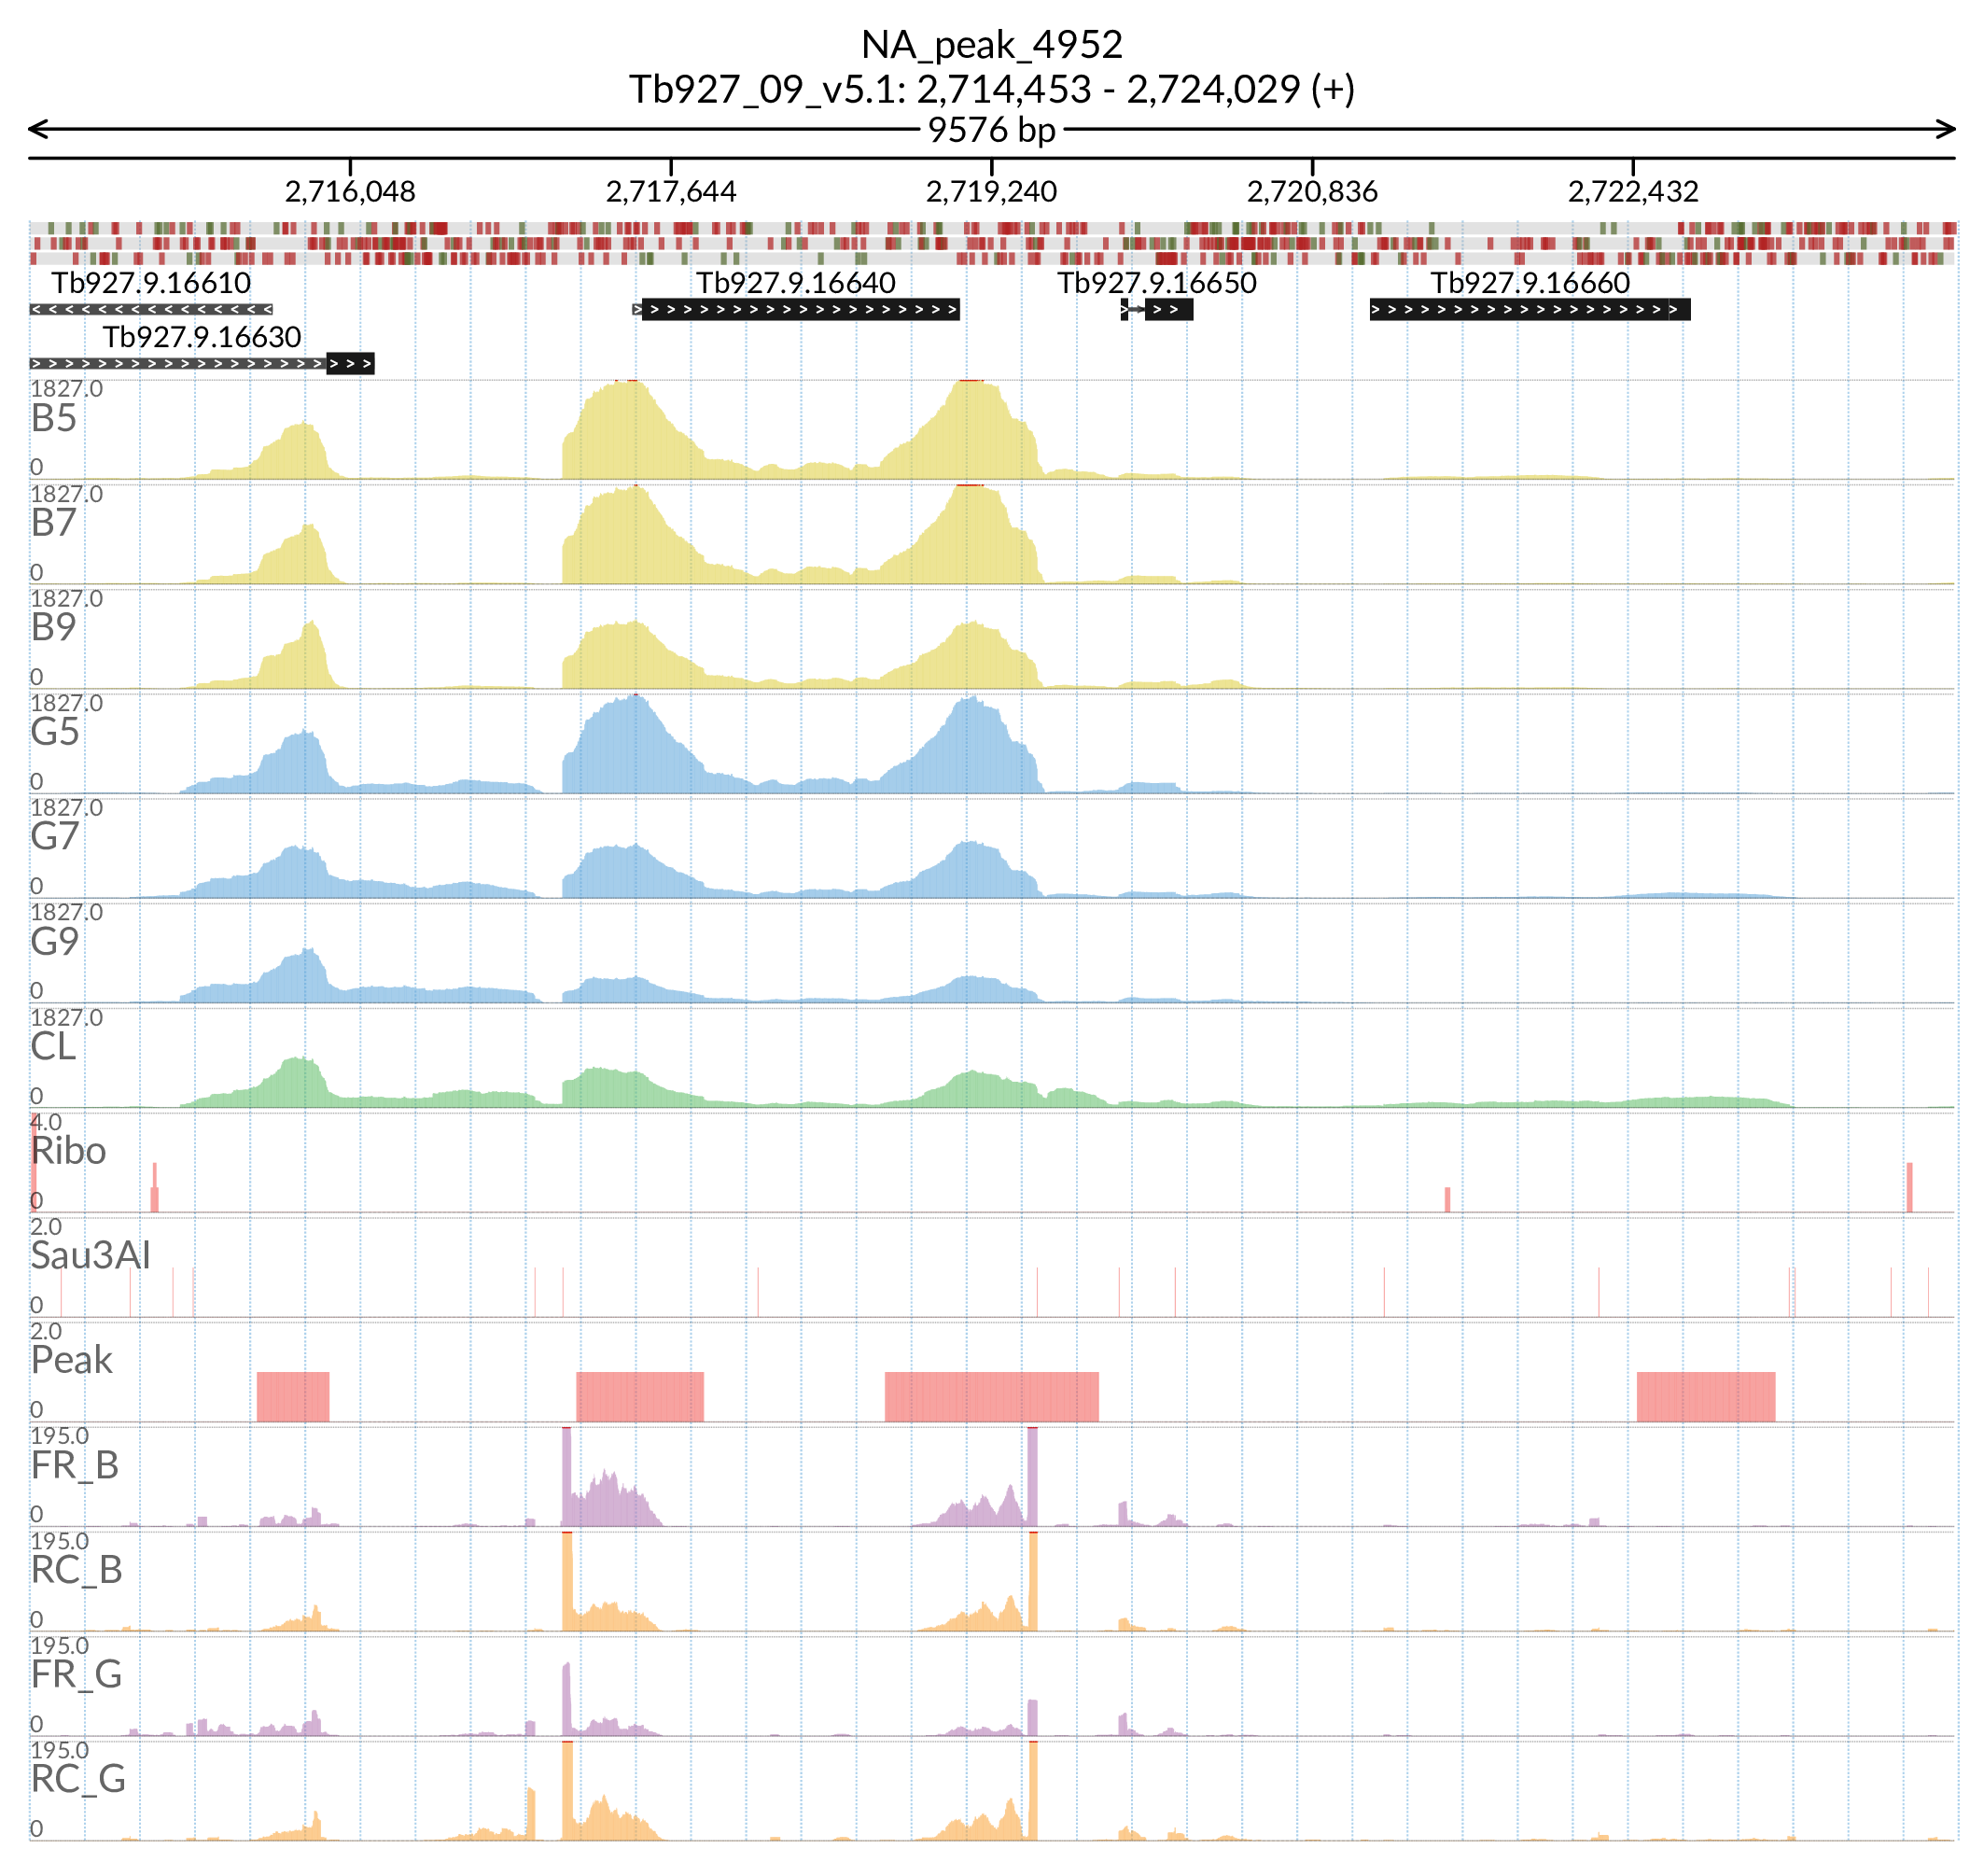 NA_peak_4952
Tb927_09_v5.1: 2,714,453 - 2,724,029 (+)
9576 bp
2,716,048 2,717,644 2,719,240 2,720,836 2,722,432
Tb927.9.16610 Tb927.9.16640 Tb927.9.16650 Tb927.9.16660
Tb927.9.16630
1827.0
B5
0
1827.0
B7
0
1827.0
B9
0
1827.0
G5
0
1827.0
G7
0
1827.0
G9
0
1827.0
CL
0
4.0
Ribo
0
2.0
Sau3AI
0
2.0
Peak
0
195.0
FR_B
0
195.0
RC_B
0
195.0
FR_G
0
195.0
RC_G
0